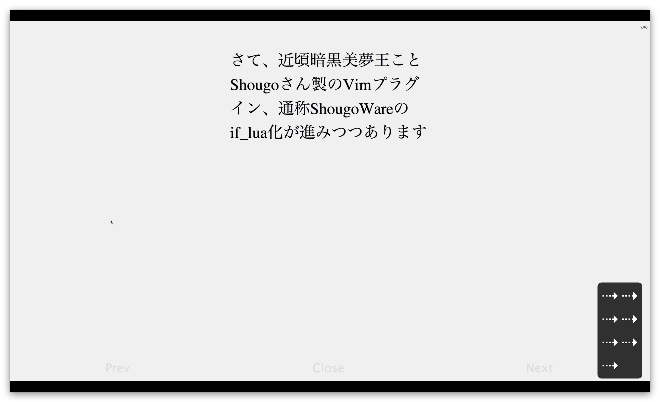 さて、近頃暗黒美夢王こと
Shougoさん製のVimプラグ
イン、通称ShougoWareの
if_lua化が進みつつあります
Prev
Close
Next